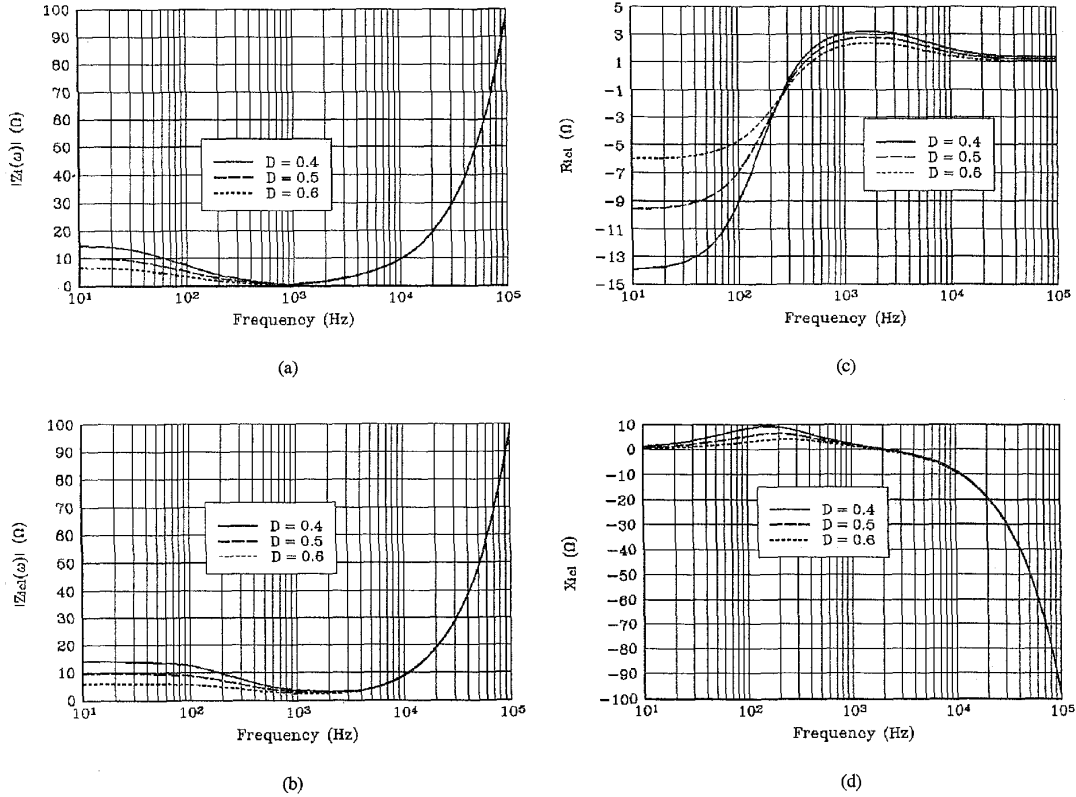 100
90
80
70
60
50
40
30
20
10
0
|Zi(ω)| (Ω)
D = 0.4
D = 0.5
D = 0.6
10¹ 10² 10³ 10⁴ 10⁵
Frequency (Hz)
(a)
5
3
1
−1
−3
−5
−7
−9
−11
−13
−15
Ricl (Ω)
D = 0.4
D = 0.5
D = 0.6
10¹ 10² 10³ 10⁴ 10⁵
Frequency (Hz)
(c)
100
90
80
70
60
50
40
30
20
10
0
|Zicl(ω)| (Ω)
D = 0.4
D = 0.5
D = 0.6
10¹ 10² 10³ 10⁴ 10⁵
Frequency (Hz)
(b)
10
0
−10
−20
−30
−40
−50
−60
−70
−80
−90
−100
Xicl (Ω)
D = 0.4
D = 0.5
D = 0.6
10¹ 10² 10³ 10⁴ 10⁵
Frequency (Hz)
(d)